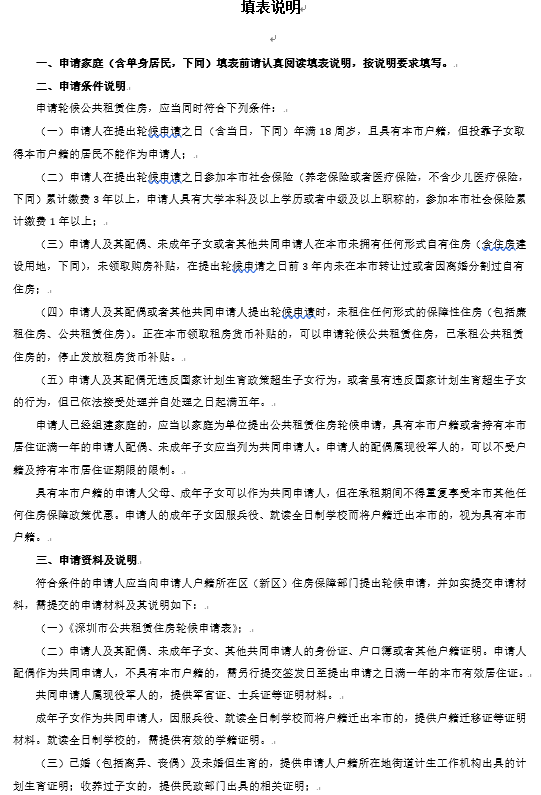 填表说明
一、申请家庭（含单身居民，下同）填表前请认真阅读填表说明，按说明要求填写。
二、申请条件说明
申请轮候公共租赁住房，应当同时符合下列条件：
（一）申请人在提出轮候申请之日（含当日，下同）年满 18 周岁，且具有本市户籍，但投靠子女取
得本市户籍的居民不能作为申请人；
（二）申请人在提出轮候申请之日参加本市社会保险（养老保险或者医疗保险，不含少儿医疗保险，
下同）累计缴费 3 年以上，申请人具有大学本科及以上学历或者中级及以上职称的，参加本市社会保险累
计缴费 1 年以上；
（三）申请人及其配偶、未成年子女或者其他共同申请人在本市未拥有任何形式自有住房（含住房建
设用地，下同），未领取购房补贴，在提出轮候申请之日前 3 年内未在本市转让过或者因离婚分割过自有
住房；
（四）申请人及其配偶或者其他共同申请人提出轮候申请时，未租住任何形式的保障性住房（包括廉
租住房、公共租赁住房）。正在本市领取租房货币补贴的，可以申请轮候公共租赁住房，已承租公共租赁
住房的，停止发放租房货币补贴。
（五）申请人及其配偶无违反国家计划生育政策超生子女行为，或者虽有违反国家计划生育超生子女
的行为，但已依法接受处理并自处理之日起满五年。
申请人已经组建家庭的，应当以家庭为单位提出公共租赁住房轮候申请，具有本市户籍或者持有本市
居住证满一年的申请人配偶、未成年子女应当列为共同申请人。申请人的配偶属现役军人的，可以不受户
籍及持有本市居住证期限的限制。
具有本市户籍的申请人父母、成年子女可以作为共同申请人，但在承租期间不得重复享受本市其他任
何住房保障政策优惠。申请人的成年子女因服兵役、就读全日制学校而将户籍迁出本市的，视为具有本市
户籍。
三、申请资料及说明
符合条件的申请人应当向申请人户籍所在区（新区）住房保障部门提出轮候申请，并如实提交申请材
料，需提交的申请材料及其说明如下：
（一）《深圳市公共租赁住房轮候申请表》；
（二）申请人及其配偶、未成年子女、其他共同申请人的身份证、户口簿或者其他户籍证明。申请人
配偶作为共同申请人，不具有本市户籍的，需另行提交签发日至提出申请之日满一年的本市有效居住证。
共同申请人属现役军人的，提供军官证、士兵证等证明材料。
成年子女作为共同申请人，因服兵役、就读全日制学校而将户籍迁出本市的，提供户籍迁移证等证明
材料。就读全日制学校的，需提供有效的学籍证明。
（三）已婚（包括离异、丧偶）及未婚但生育的，提供申请人户籍所在地街道计生工作机构出具的计
划生育证明；收养过子女的，提供民政部门出具的相关证明；